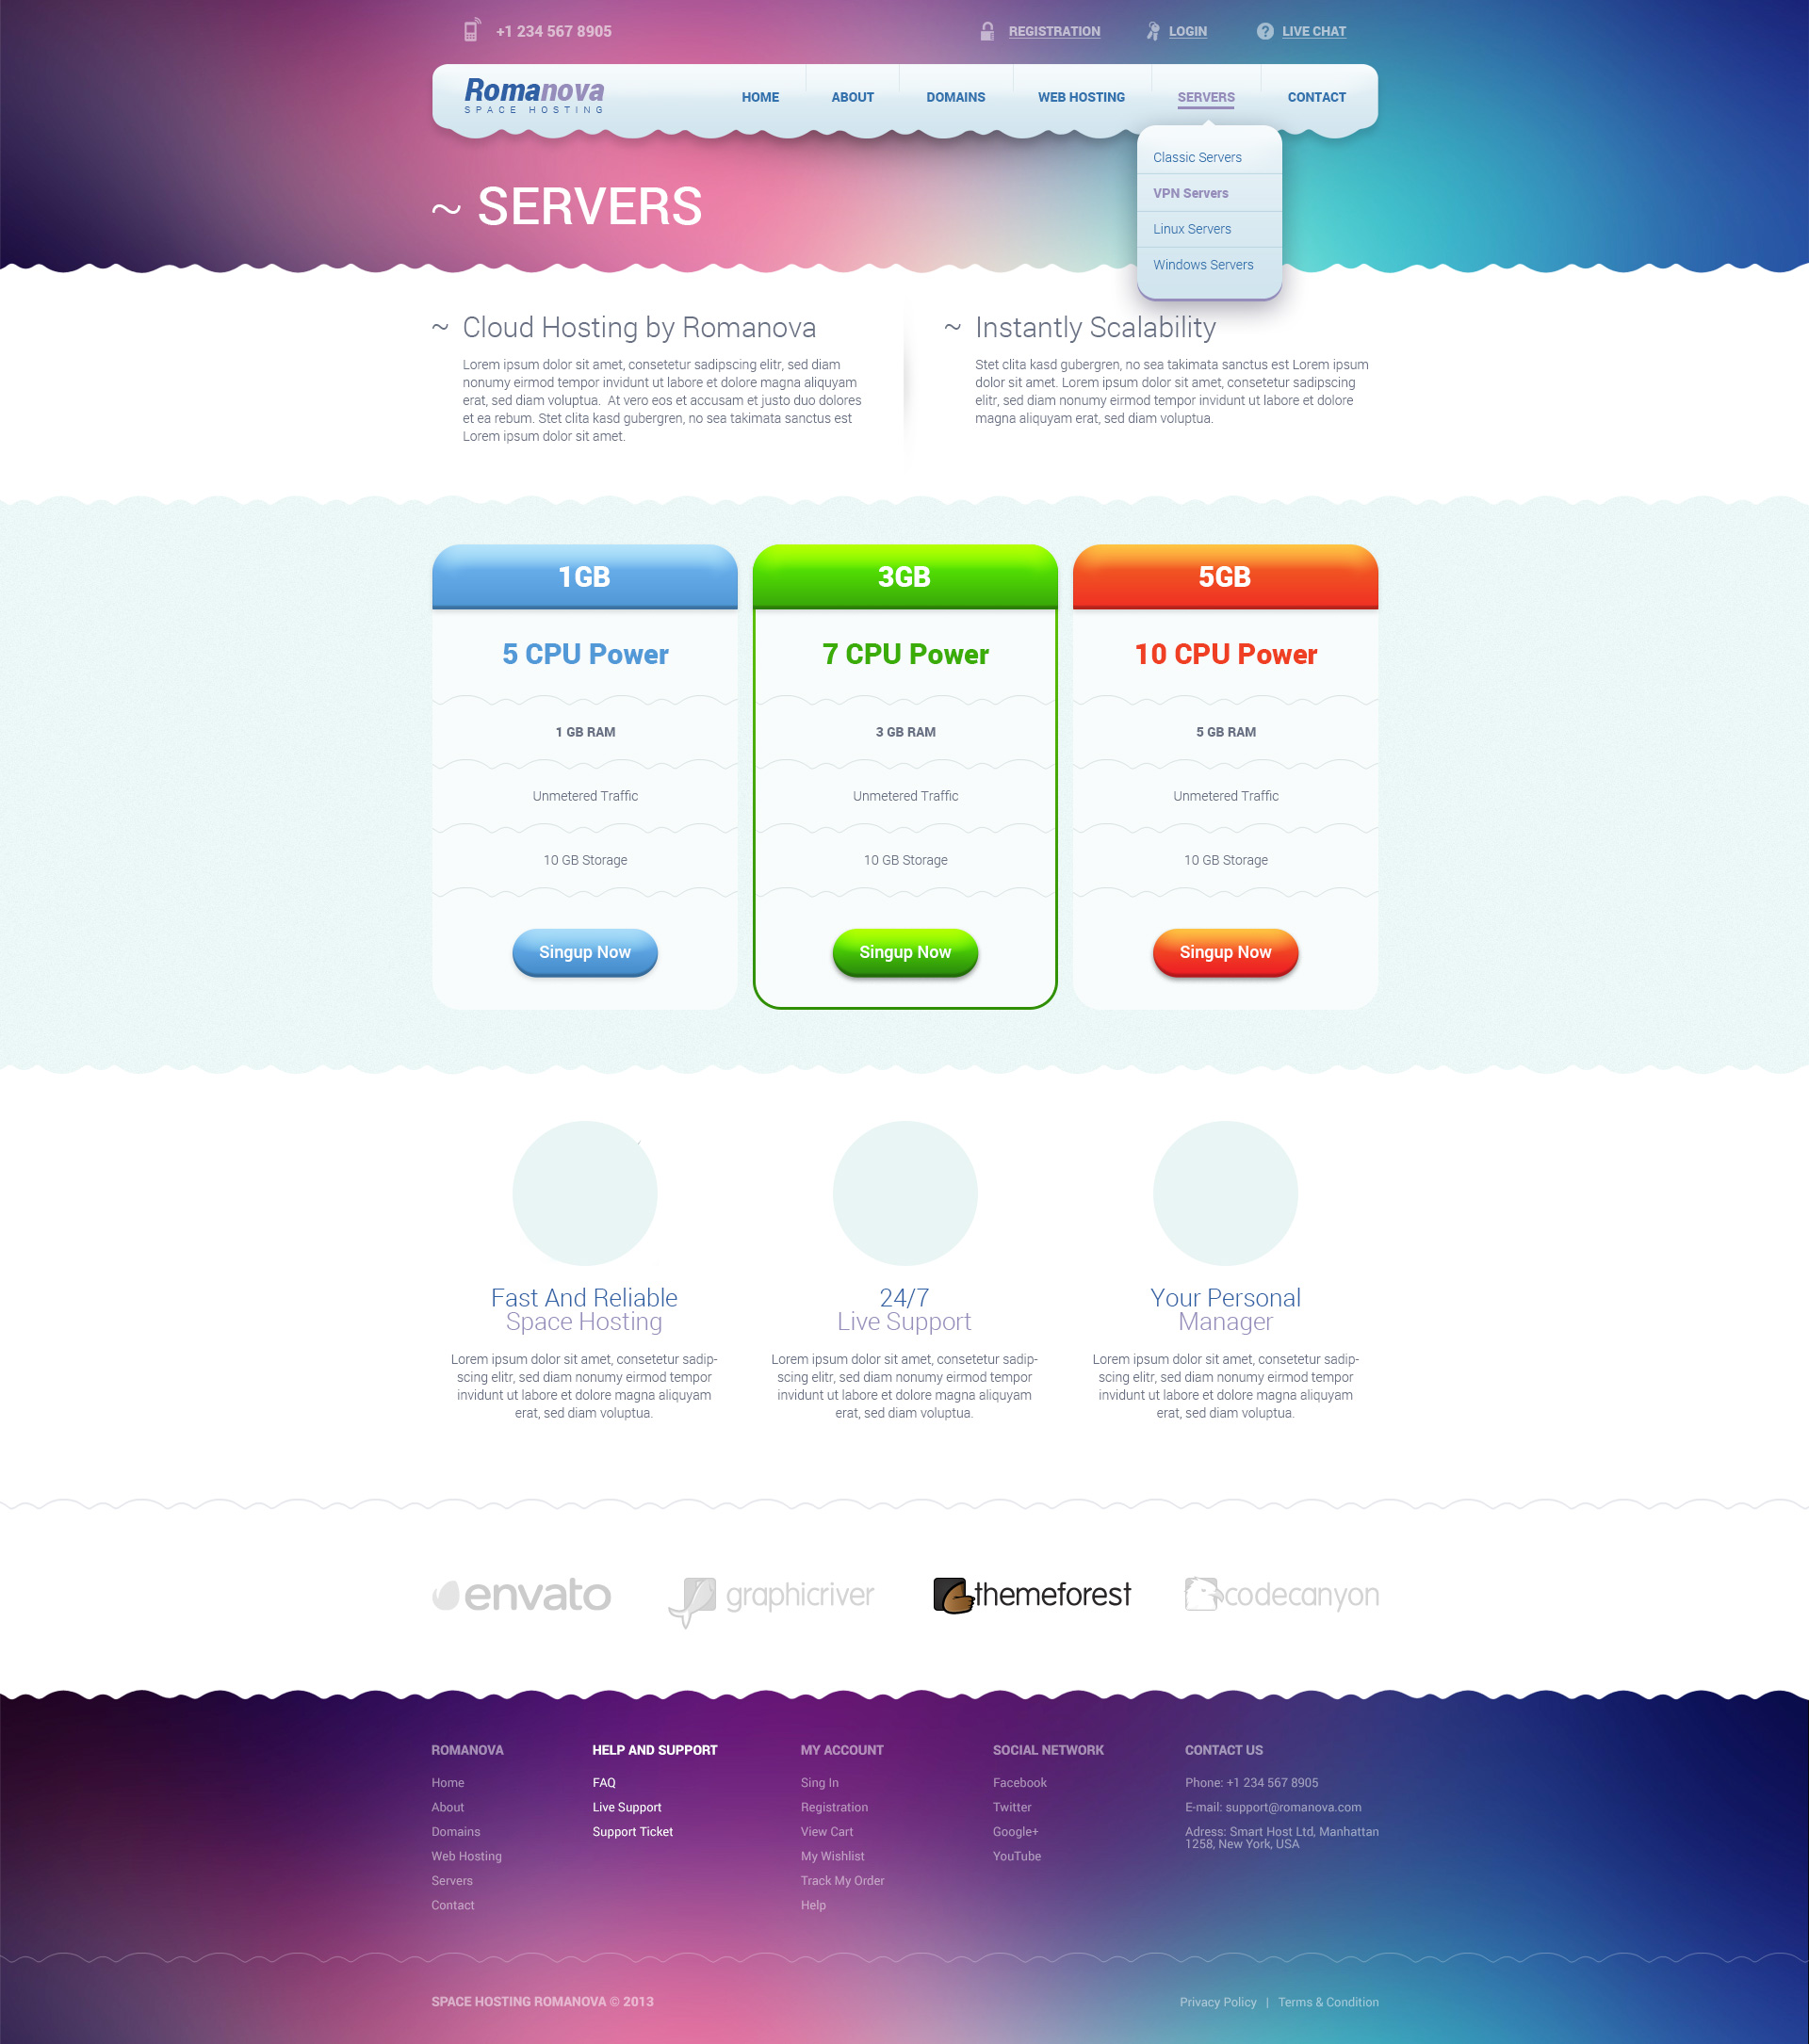 +1 234 567 8905
REGISTRATION
LOGIN
LIVE CHAT
Romanova
SPACE HOSTING
HOME
ABOUT
DOMAINS
WEB HOSTING
SERVERS
CONTACT
Classic Servers
VPN Servers
Linux Servers
Windows Servers
~ SERVERS
~ Cloud Hosting by Romanova
Lorem ipsum dolor sit amet, consetetur sadipscing elitr, sed diam
nonumy eirmod tempor invidunt ut labore et dolore magna aliquyam
erat, sed diam voluptua. At vero eos et accusam et justo duo dolores
et ea rebum. Stet clita kasd gubergren, no sea takimata sanctus est
Lorem ipsum dolor sit amet.
~ Instantly Scalability
Stet clita kasd gubergren, no sea takimata sanctus est Lorem ipsum
dolor sit amet. Lorem ipsum dolor sit amet, consetetur sadipscing
elitr, sed diam nonumy eirmod tempor invidunt ut labore et dolore
magna aliquyam erat, sed diam voluptua.
1GB
5 CPU Power
1 GB RAM
Unmetered Traffic
10 GB Storage
Singup Now
3GB
7 CPU Power
3 GB RAM
Unmetered Traffic
10 GB Storage
Singup Now
5GB
10 CPU Power
5 GB RAM
Unmetered Traffic
10 GB Storage
Singup Now
Fast And Reliable
Space Hosting
Lorem ipsum dolor sit amet, consetetur sadip-
scing elitr, sed diam nonumy eirmod tempor
invidunt ut labore et dolore magna aliquyam
erat, sed diam voluptua.
24/7
Live Support
Lorem ipsum dolor sit amet, consetetur sadip-
scing elitr, sed diam nonumy eirmod tempor
invidunt ut labore et dolore magna aliquyam
erat, sed diam voluptua.
Your Personal
Manager
Lorem ipsum dolor sit amet, consetetur sadip-
scing elitr, sed diam nonumy eirmod tempor
invidunt ut labore et dolore magna aliquyam
erat, sed diam voluptua.
envato
graphicriver
themeforest
codecanyon
ROMANOVA
Home
About
Domains
Web Hosting
Servers
Contact
HELP AND SUPPORT
FAQ
Live Support
Support Ticket
MY ACCOUNT
Sing In
Registration
View Cart
My Wishlist
Track My Order
Help
SOCIAL NETWORK
Facebook
Twitter
Google+
YouTube
CONTACT US
Phone: +1 234 567 8905
E-mail: support@romanova.com
Adress: Smart Host Ltd, Manhattan
1258, New York, USA
SPACE HOSTING ROMANOVA © 2013
Privacy Policy | Terms & Condition